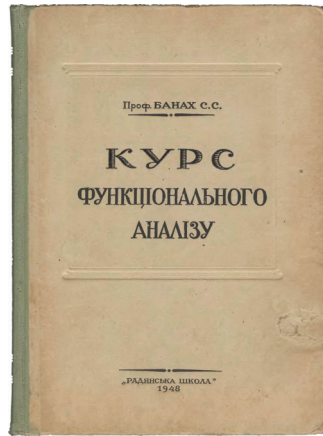 Проф. БАНАХ С.С.
КУРС
ФУНКЦІОНАЛЬНОГО
АНАЛІЗУ
„РАДЯНСЬКА ШКОЛА"
1948